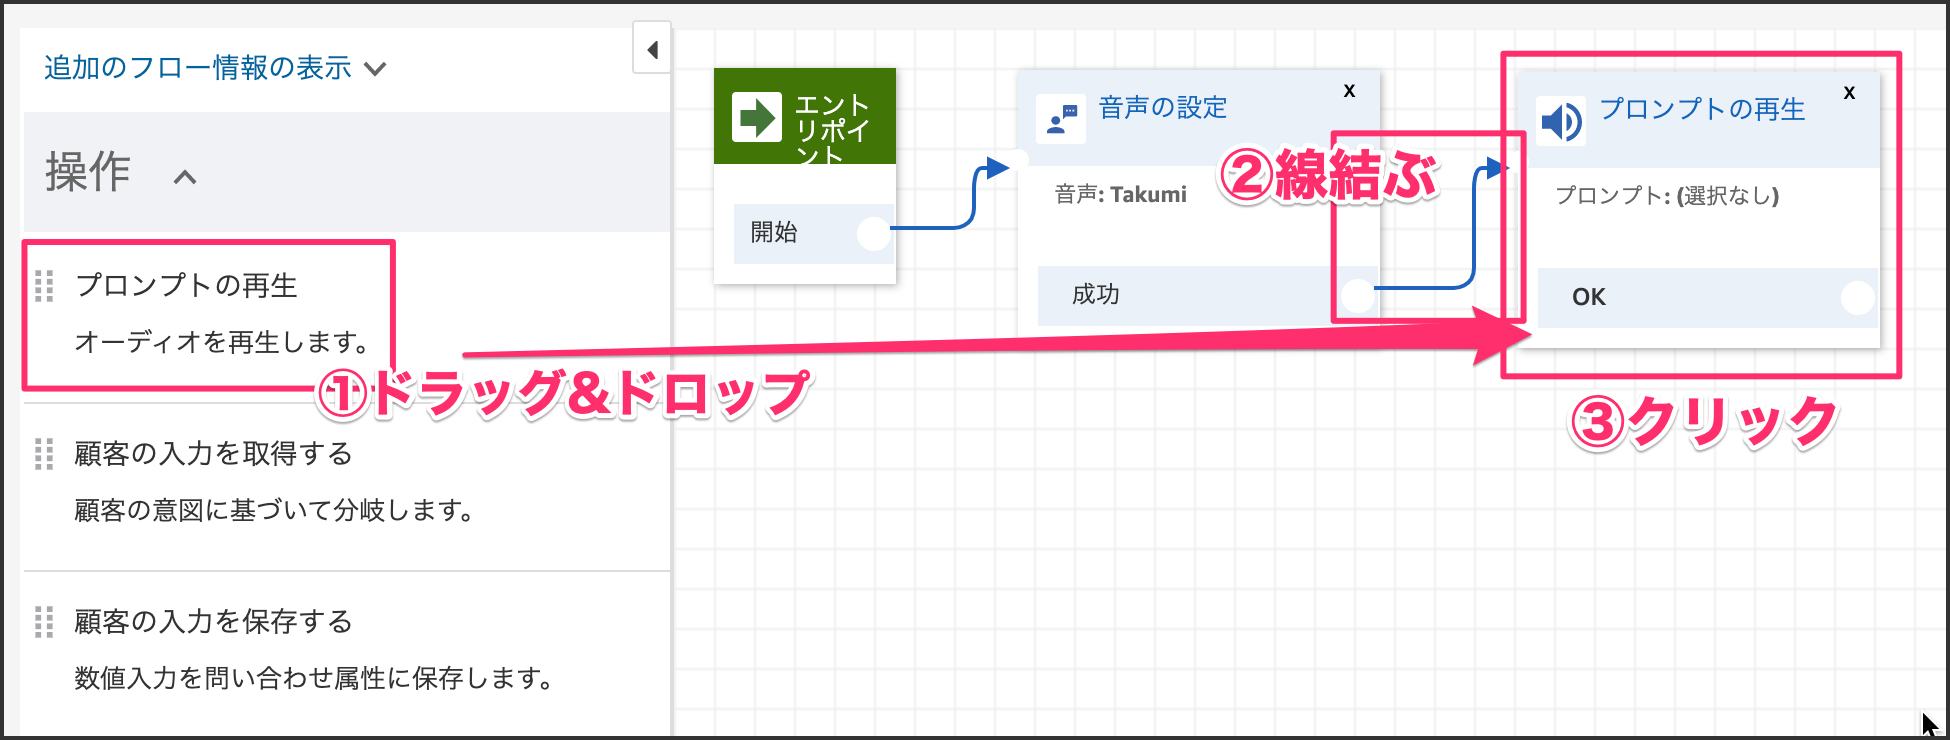 追加のフロー情報の表示
操作
プロンプトの再生
オーディオを再生します。
①ドラッグ&ドロップ
顧客の入力を取得する
顧客の意図に基づいて分岐します。
顧客の入力を保存する
数値入力を問い合わせ属性に保存します。
エント
リポイ
ント
開始
音声の設定
x
音声: Takumi
成功
②線結ぶ
プロンプトの再生
x
プロンプト: (選択なし)
OK
③クリック